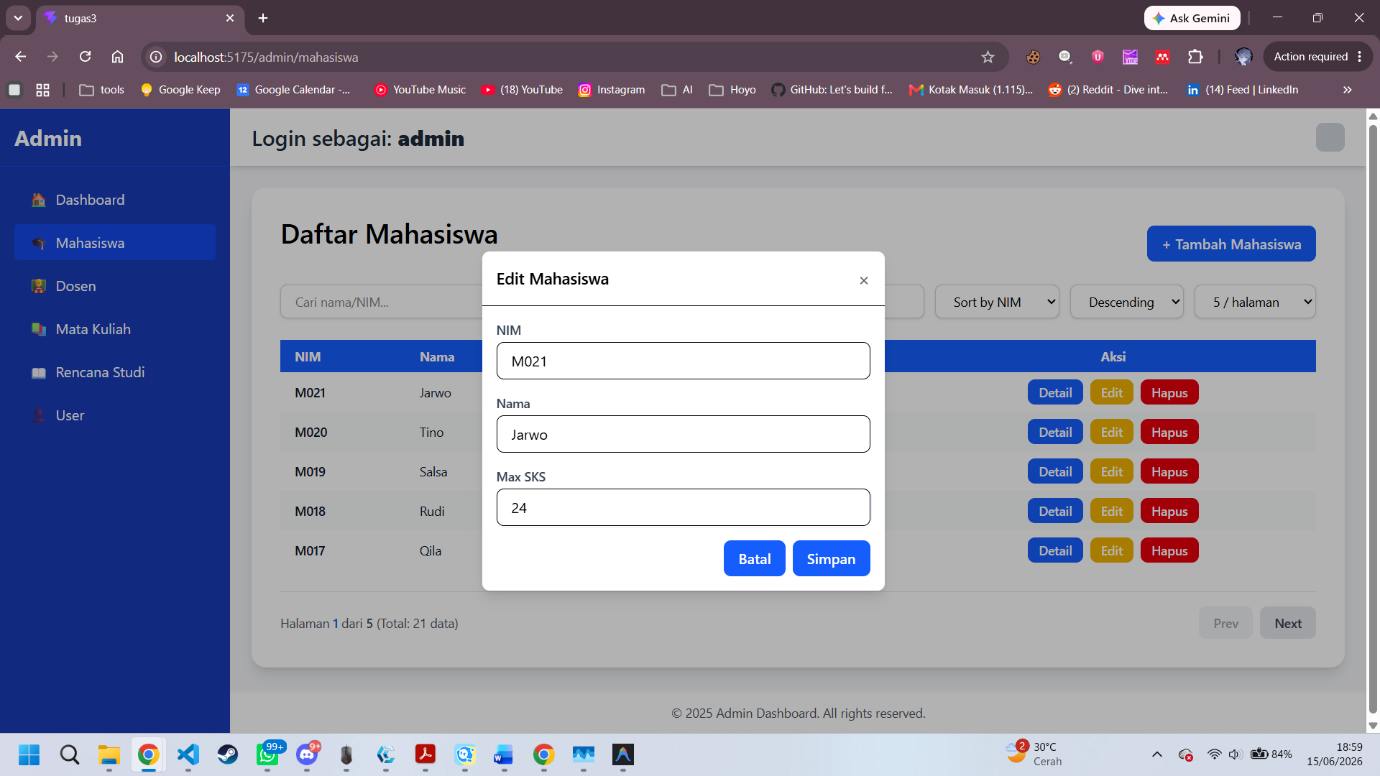 tugas3
Ask Gemini
localhost:5175/admin/mahasiswa
Action required
tools
Google Keep
12
Google Calendar -...
YouTube Music
(18) YouTube
Instagram
AI
Hoyo
GitHub: Let's build f...
Kotak Masuk (1.115)...
(2) Reddit - Dive int...
(14) Feed | LinkedIn
»
Admin
Login sebagai: admin
Dashboard
Mahasiswa
Dosen
Mata Kuliah
Rencana Studi
User
Daftar Mahasiswa
+ Tambah Mahasiswa
Cari nama/NIM...
Sort by NIM
Descending
5 / halaman
NIM Nama Aksi
M021 Jarwo Detail Edit Hapus
M020 Tino Detail Edit Hapus
M019 Salsa Detail Edit Hapus
M018 Rudi Detail Edit Hapus
M017 Qila Detail Edit Hapus
Edit Mahasiswa
×
NIM
M021
Nama
Jarwo
Max SKS
24
Batal
Simpan
Halaman 1 dari 5 (Total: 21 data)
Prev
Next
© 2025 Admin Dashboard. All rights reserved.
99+
9+
2
30°C
Cerah
84%
18:59
15/06/2026